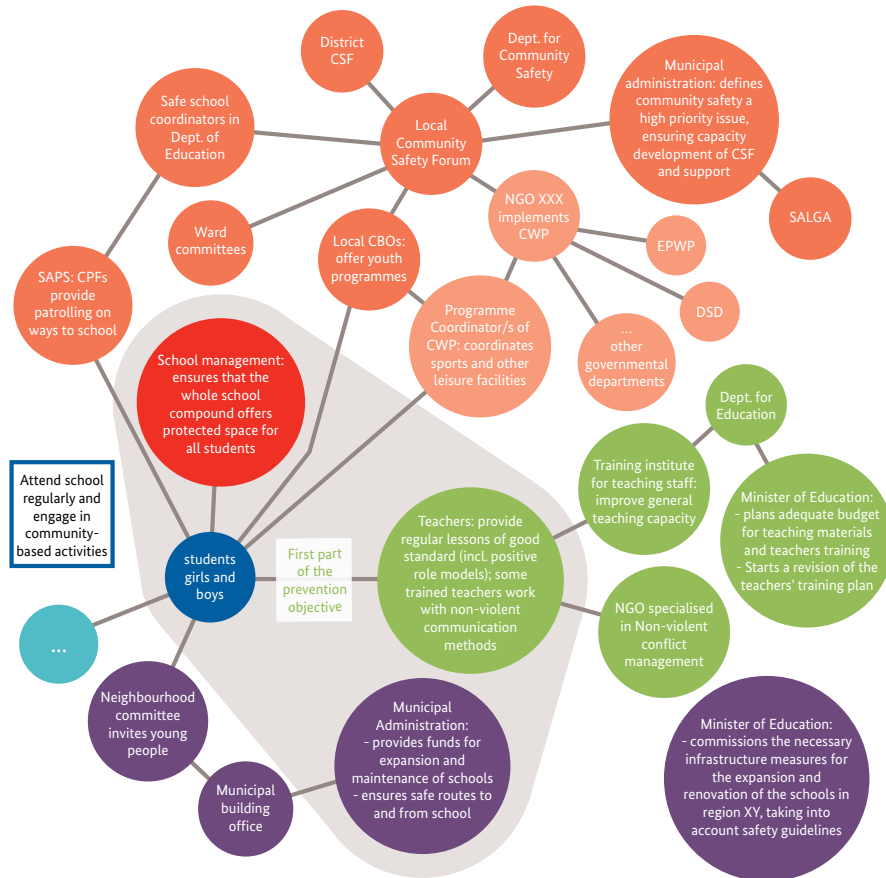 District
CSF
Dept. for
Community
Safety
Municipal
administration: defines
community safety a
high priority issue,
ensuring capacity
development of CSF
and support
Safe school
coordinators in
Dept. of
Education
Local
Community
Safety Forum
NGO XXX
implements
CWP
SALGA
Ward
committees
Local CBOs:
offer youth
programmes
EPWP
SAPS: CPFs
provide
patrolling on
ways to school
DSD
Programme
Coordinator/s of
CWP: coordinates
sports and other
leisure facilities
...
other
governmental
departments
School management:
ensures that the
whole school
compound offers
protected space for
all students
Dept. for
Education
Attend school
regularly and
engage in
community-
based activities
Training institute
for teaching staff:
improve general
teaching capacity
Minister of Education:
- plans adequate budget
for teaching materials
and teachers training
- Starts a revision of the
teachers' training plan
students
girls and
boys
First part
of the
prevention
objective
Teachers: provide
regular lessons of good
standard (incl. positive
role models); some
trained teachers work
with non-violent
communication
methods
NGO specialised
in Non-violent
conflict
management
...
Neighbourhood
committee
invites young
people
Municipal
Administration:
- provides funds for
expansion and
maintenance of schools
- ensures safe routes to
and from school
Municipal
building
office
Minister of Education:
- commissions the necessary
infrastructure measures for
the expansion and
renovation of the schools in
region XY, taking into
account safety guidelines